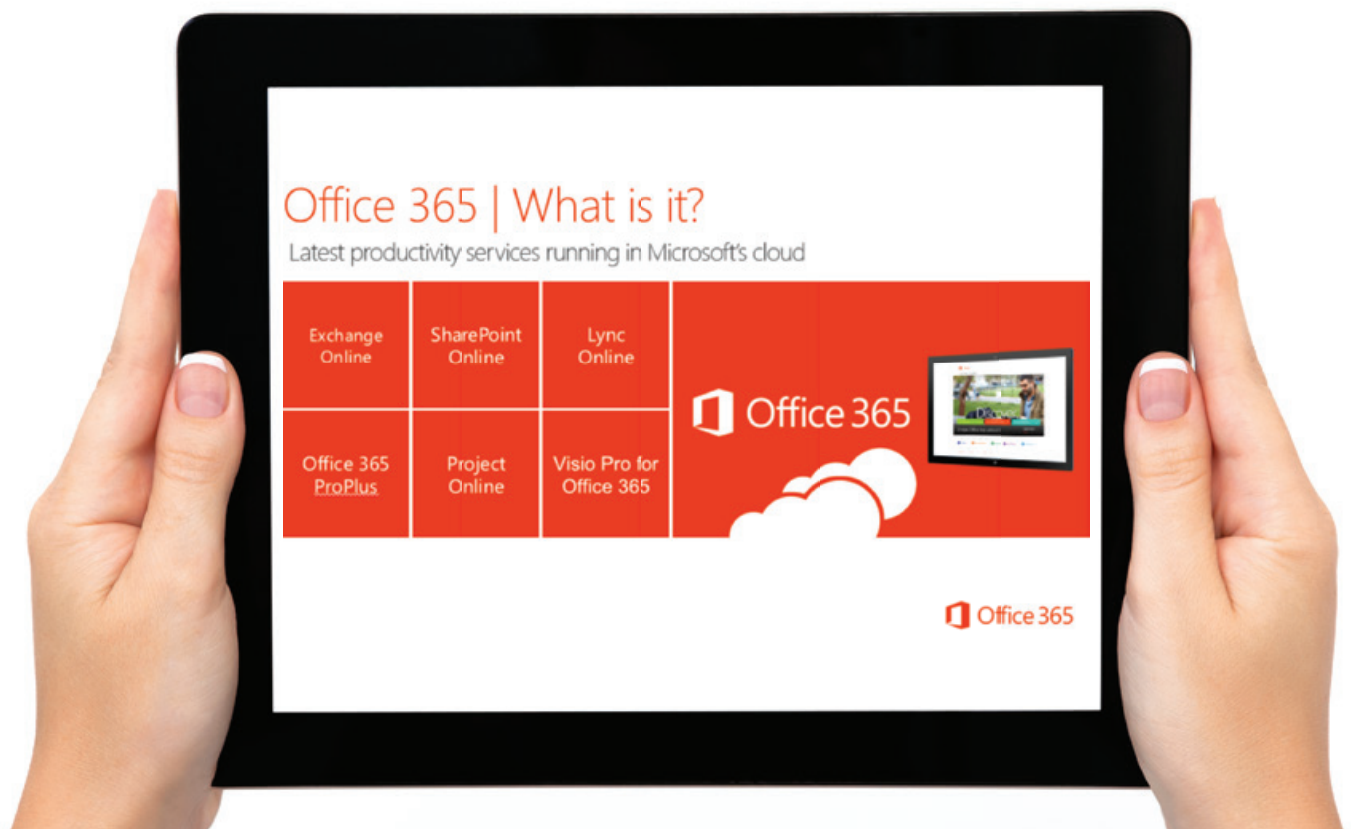 Office 365 | What is it?
Latest productivity services running in Microsoft's cloud
Exchange
Online
SharePoint
Online
Lync
Online
Office 365
ProPlus
Project
Online
Visio Pro for
Office 365
Office 365
Office 365